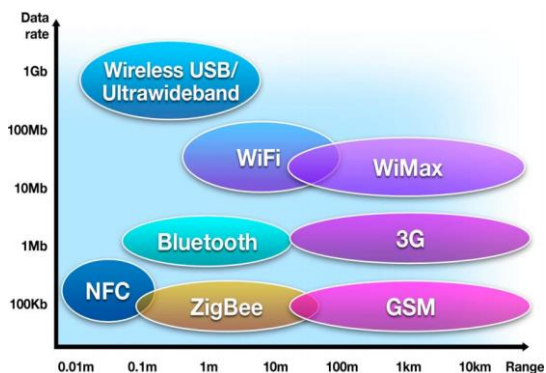 Data
rate
1Gb
Wireless USB/
Ultrawideband
100Mb
WiFi
WiMax
10Mb
Bluetooth
3G
1Mb
NFC
ZigBee
GSM
100Kb
0.01m 0.1m 1m 10m 100m 1km 10km Range